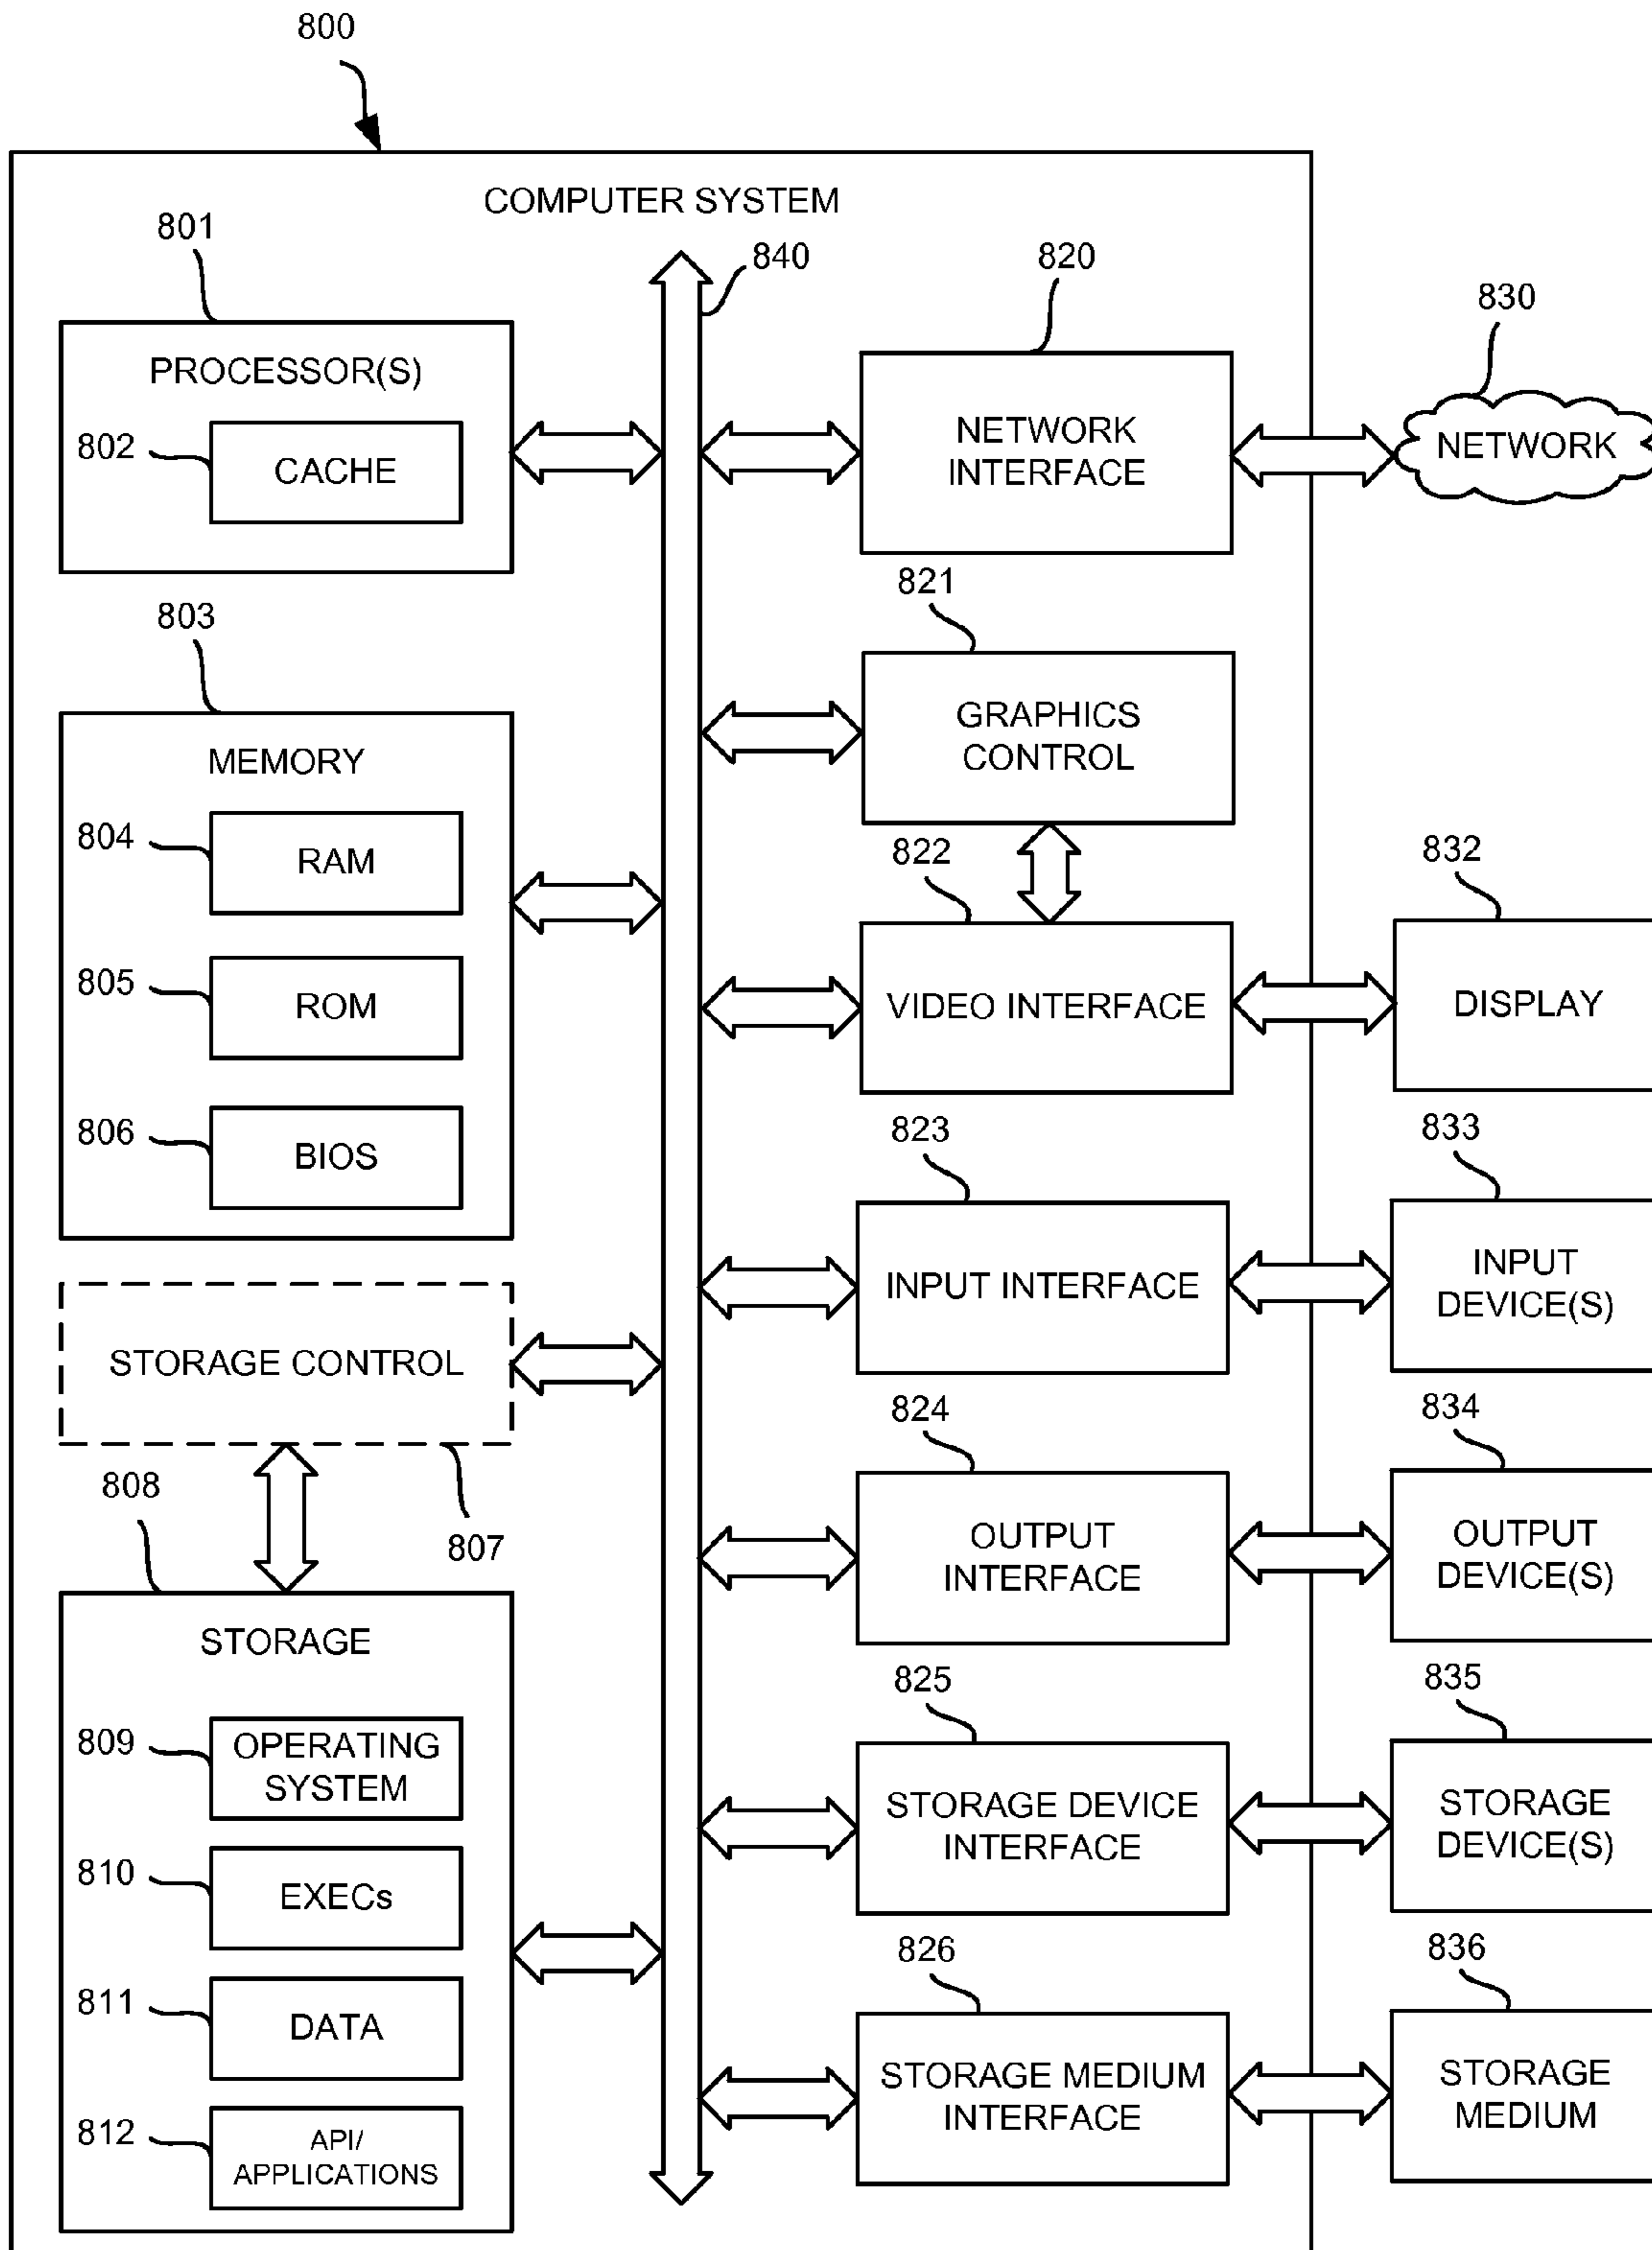 800
COMPUTER SYSTEM
801
840
820
830
PROCESSOR(S)
802
CACHE
NETWORK
INTERFACE
NETWORK
821
803
GRAPHICS
CONTROL
MEMORY
804
RAM
822
832
805
ROM
VIDEO INTERFACE
DISPLAY
806
BIOS
823
833
INPUT INTERFACE
INPUT
DEVICE(S)
STORAGE CONTROL
807
824
834
808
OUTPUT
INTERFACE
OUTPUT
DEVICE(S)
STORAGE
825
835
809
OPERATING
SYSTEM
STORAGE DEVICE
INTERFACE
STORAGE
DEVICE(S)
810
EXECs
826
836
811
DATA
STORAGE MEDIUM
INTERFACE
STORAGE
MEDIUM
812
API/
APPLICATIONS